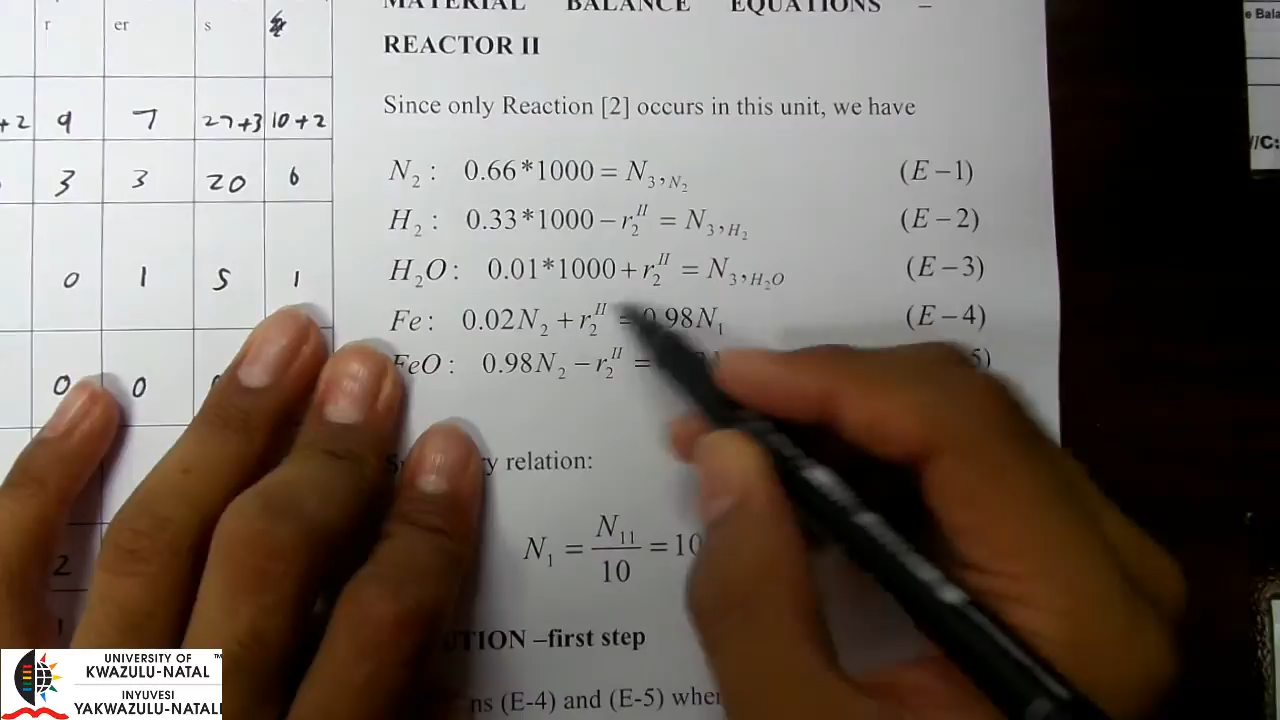 r er s
+2 9 7 27+3 10+2
3 3 20 6
0 1 5 1
0 0
2
1
MATERIAL BALANCE EQUATIONS –
REACTOR II
Since only Reaction [2] occurs in this unit, we have
N₂ : 0.66*1000 = N₃,N₂ (E-1)
H₂ : 0.33*1000 - r₂ᴵᴵ = N₃,H₂ (E-2)
H₂O : 0.01*1000 + r₂ᴵᴵ = N₃,H₂O (E-3)
Fe : 0.02N₂ + r₂ᴵᴵ = 0.98N₁ (E-4)
FeO : 0.98N₂ - r₂ᴵᴵ = 5)
relation:
N₁ = N₁₁/10 = 10
–first step
(E-4) and (E-5)
e Bala
//C:
UNIVERSITY OF ™
KWAZULU-NATAL
INYUVESI
YAKWAZULU-NATALI